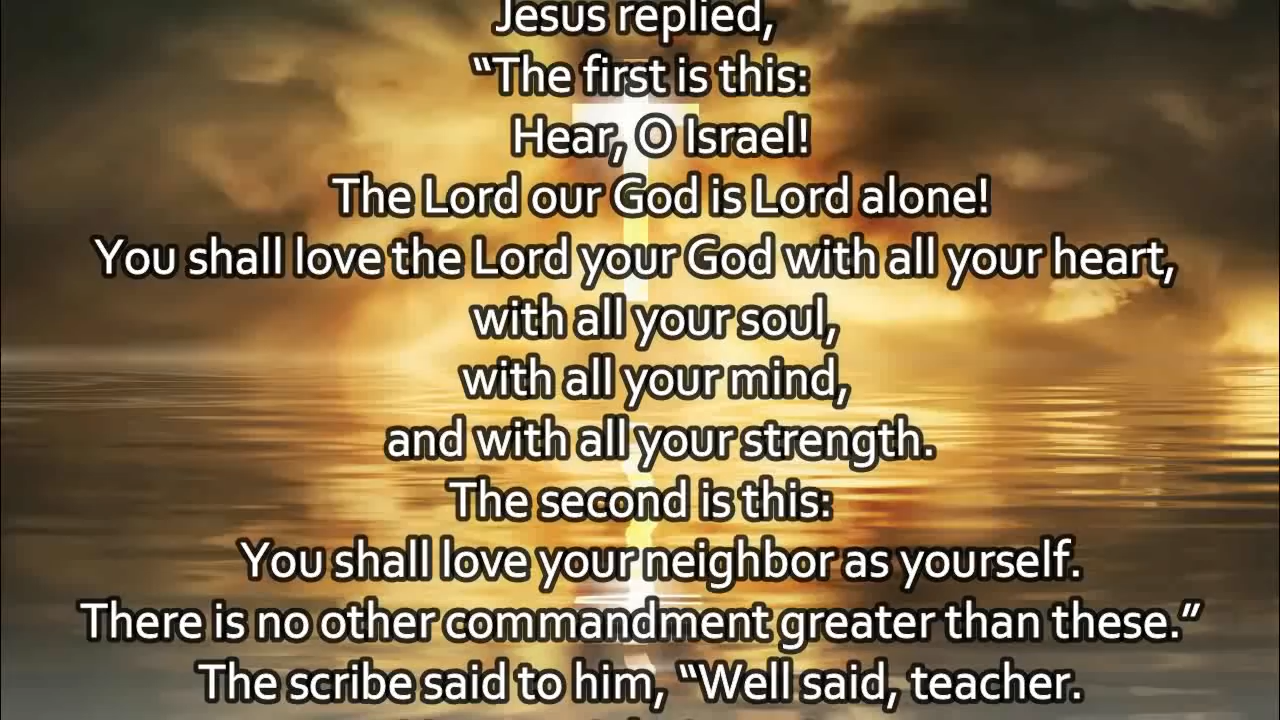 Jesus replied,
“The first is this:
Hear, O Israel!
The Lord our God is Lord alone!
You shall love the Lord your God with all your heart,
with all your soul,
with all your mind,
and with all your strength.
The second is this:
You shall love your neighbor as yourself.
There is no other commandment greater than these.”
The scribe said to him, “Well said, teacher.